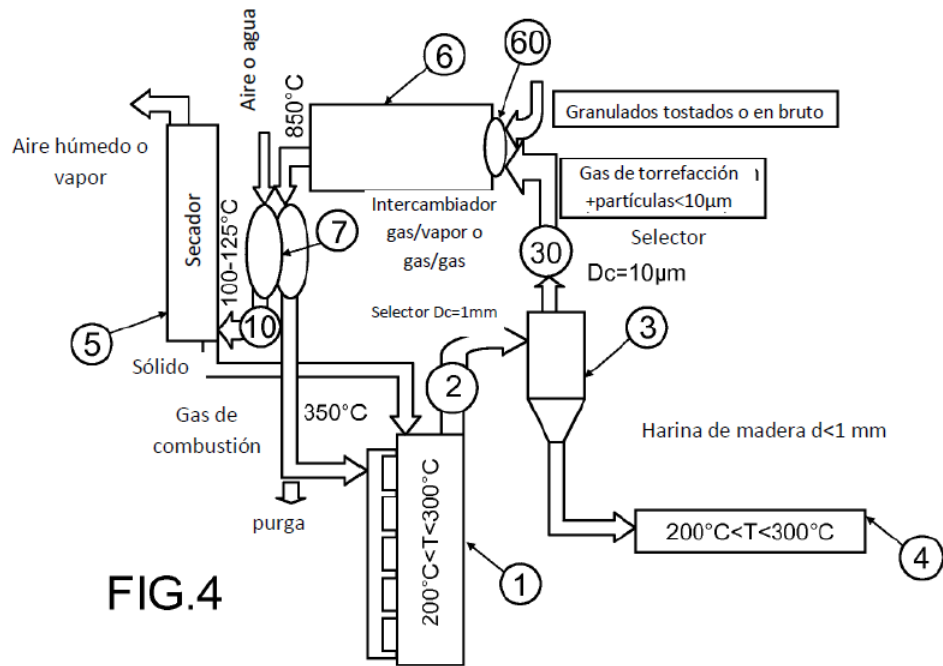 6
60
Aire o agua
850°C
Granulados tostados o en bruto
Aire húmedo o
vapor
Secador
100-125°C
7
Intercambiador
gas/vapor o
gas/gas
Gas de torrefacción
+partículas<10µm
Selector
30
Dc=10µm
5
10
Selector Dc=1mm
3
Sólido
2
Gas de
combustión
350°C
Harina de madera d<1 mm
purga
200°C<T<300°C
1
200°C<T<300°C
4
FIG.4